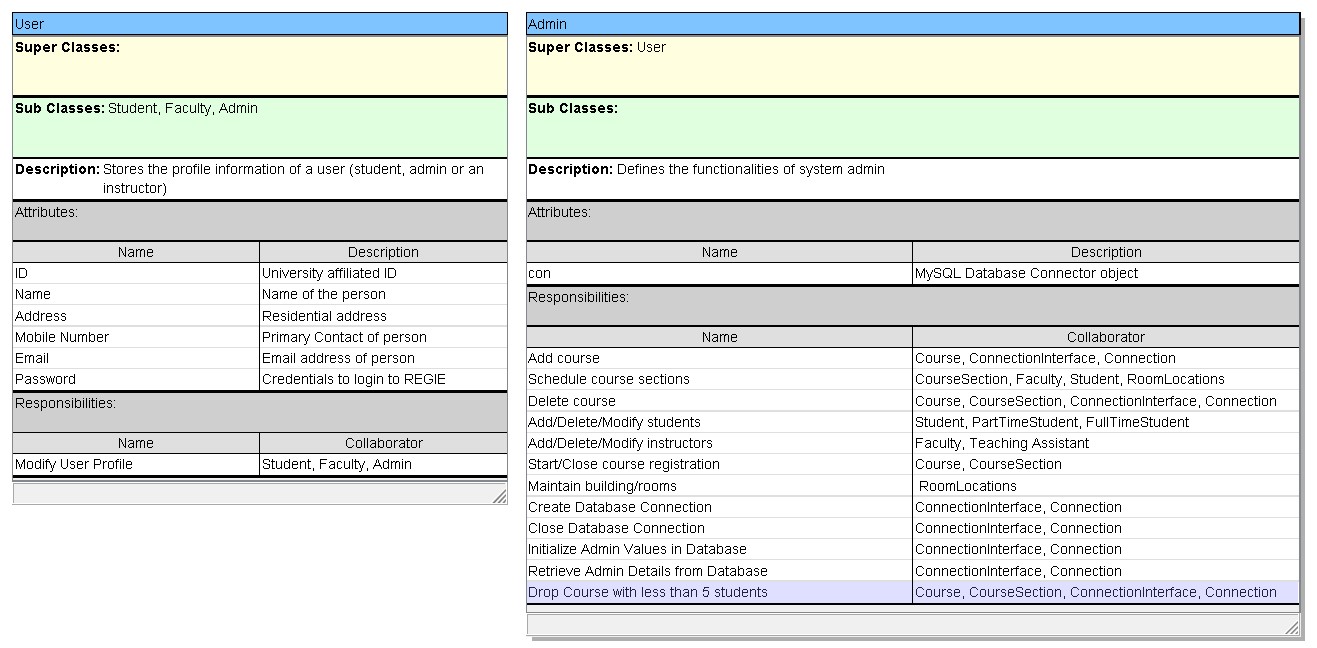 User
Super Classes:
Sub Classes: Student, Faculty, Admin
Description: Stores the profile information of a user (student, admin or an
instructor)
Attributes:
Name Description
ID University affiliated ID
Name Name of the person
Address Residential address
Mobile Number Primary Contact of person
Email Email address of person
Password Credentials to login to REGIE
Responsibilities:
Name Collaborator
Modify User Profile Student, Faculty, Admin
Admin
Super Classes: User
Sub Classes:
Description: Defines the functionalities of system admin
Attributes:
Name Description
con MySQL Database Connector object
Responsibilities:
Name Collaborator
Add course Course, ConnectionInterface, Connection
Schedule course sections CourseSection, Faculty, Student, RoomLocations
Delete course Course, CourseSection, ConnectionInterface, Connection
Add/Delete/Modify students Student, PartTimeStudent, FullTimeStudent
Add/Delete/Modify instructors Faculty, Teaching Assistant
Start/Close course registration Course, CourseSection
Maintain building/rooms RoomLocations
Create Database Connection ConnectionInterface, Connection
Close Database Connection ConnectionInterface, Connection
Initialize Admin Values in Database ConnectionInterface, Connection
Retrieve Admin Details from Database ConnectionInterface, Connection
Drop Course with less than 5 students Course, CourseSection, ConnectionInterface, Connection